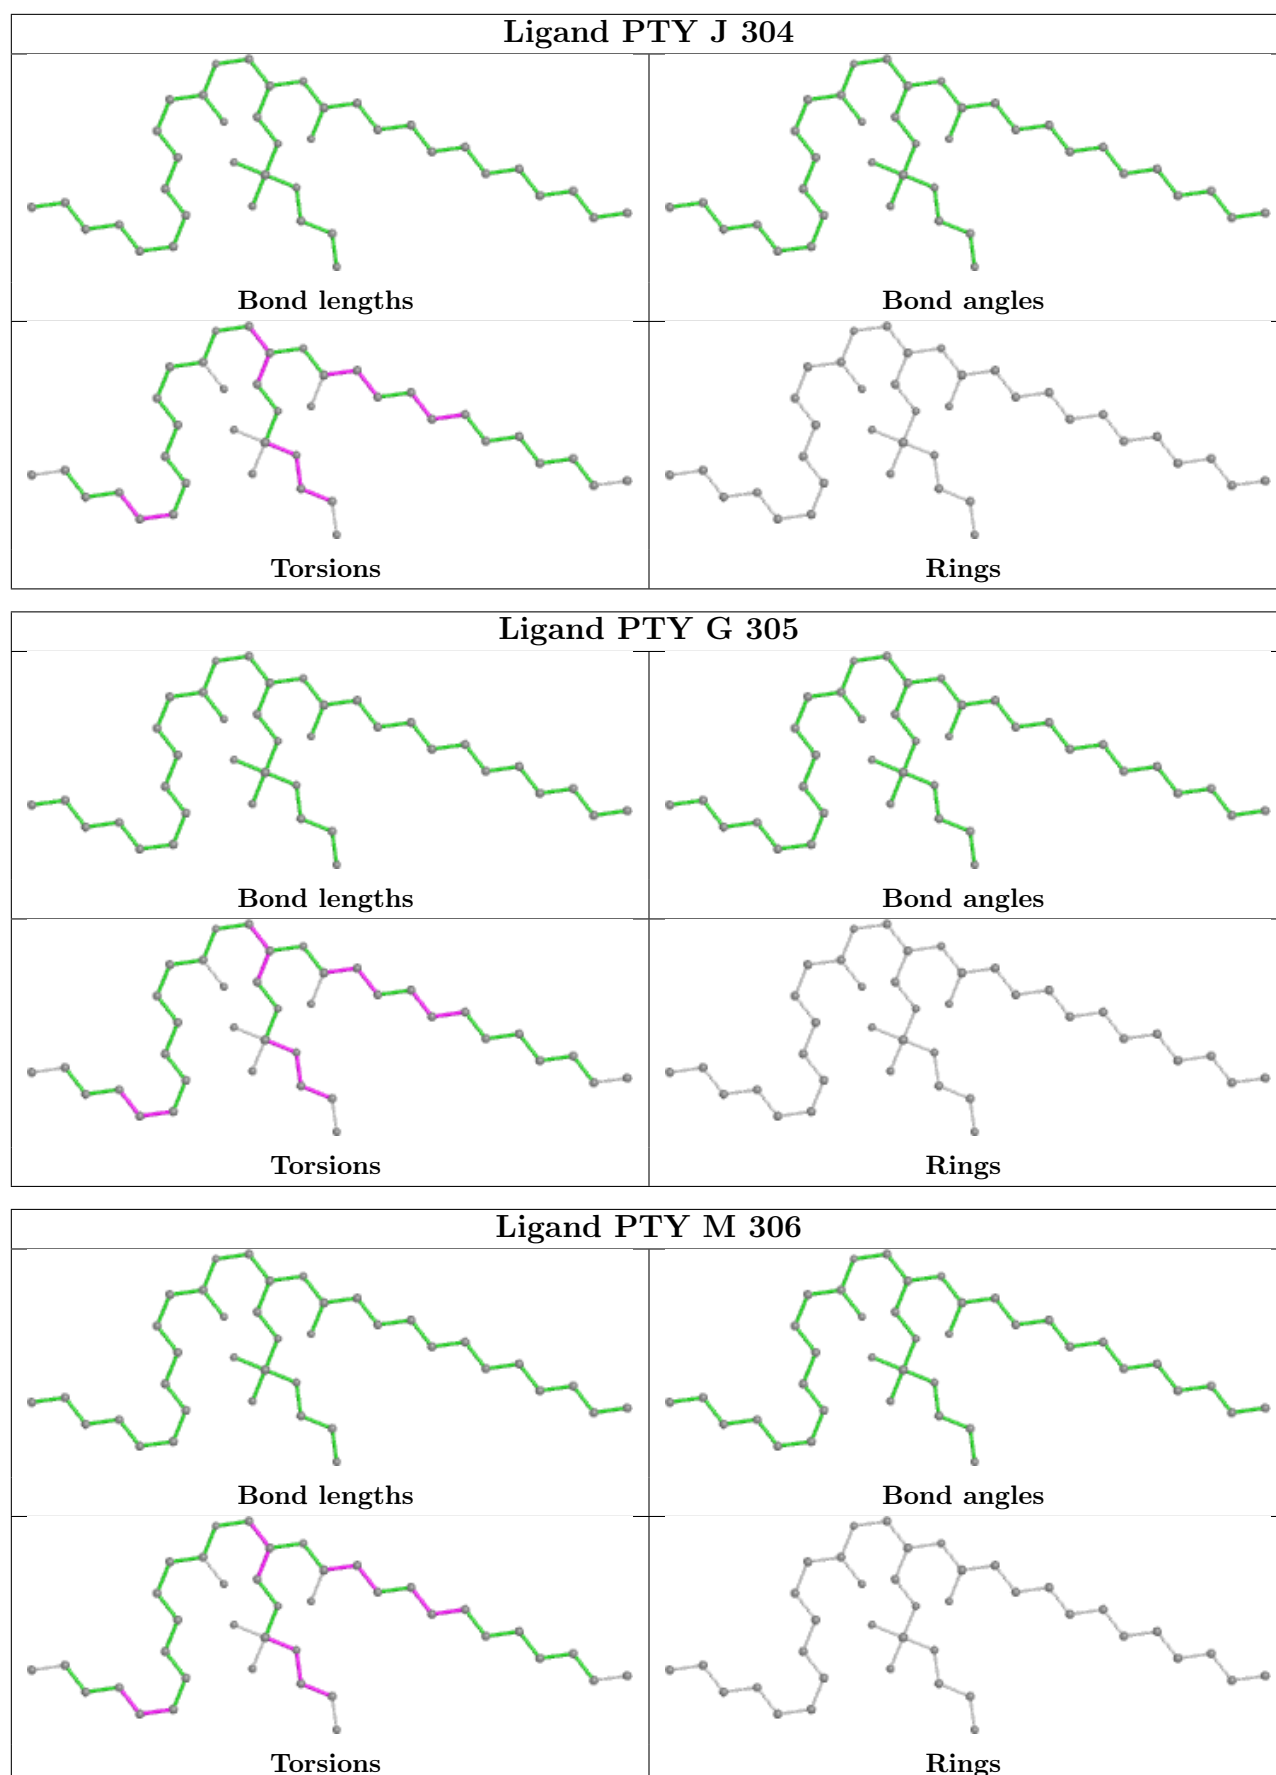 Ligand PTY J 304
Bond lengths
Bond angles
Torsions
Rings
Ligand PTY G 305
Bond lengths
Bond angles
Torsions
Rings
Ligand PTY M 306
Bond lengths
Bond angles
Torsions
Rings